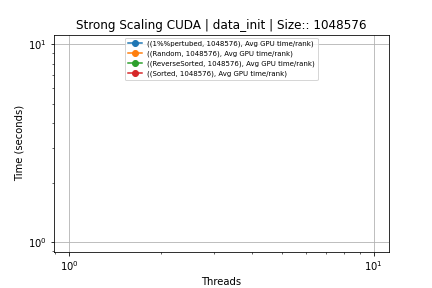 Strong Scaling CUDA | data_init | Size:: 1048576
10¹
((1%%pertubed, 1048576), Avg GPU time/rank)
((Random, 1048576), Avg GPU time/rank)
((ReverseSorted, 1048576), Avg GPU time/rank)
((Sorted, 1048576), Avg GPU time/rank)
Time (seconds)
10⁰
10⁰ 10¹
Threads